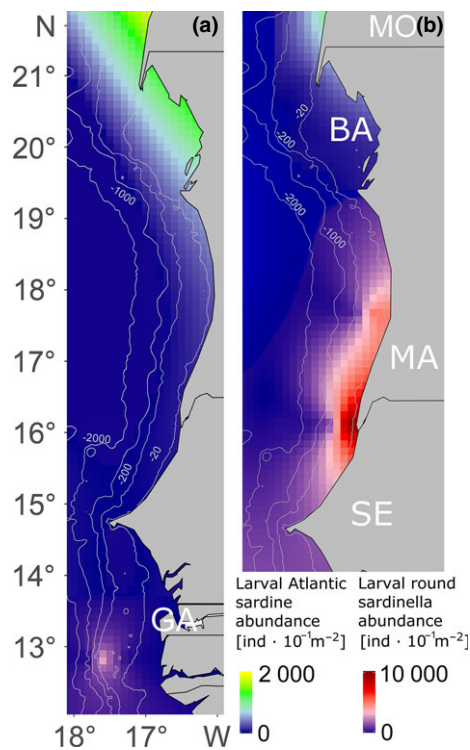 N
(a)
(b)
MO
BA
MA
SE
GA
21°
20°
19°
18°
17°
16°
15°
14°
13°
18°
17°
W
-1000
-2000
-200
-20
-20
-200
-1000
-2000
Larval Atlantic
sardine
abundance
[ind · 10⁻¹m⁻²]
2 000
0
Larval round
sardinella
abundance
[ind · 10⁻¹m⁻²]
10 000
0